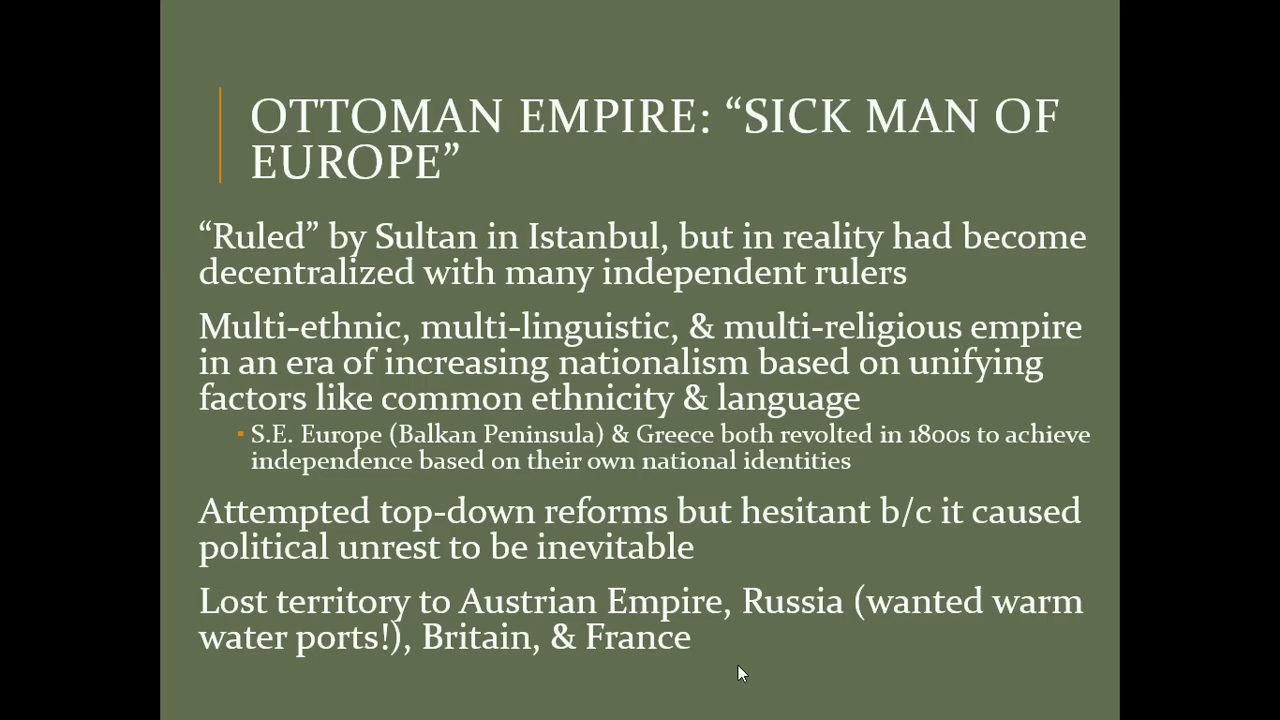 OTTOMAN EMPIRE: “SICK MAN OF
EUROPE”
“Ruled” by Sultan in Istanbul, but in reality had become
decentralized with many independent rulers
Multi-ethnic, multi-linguistic, & multi-religious empire
in an era of increasing nationalism based on unifying
factors like common ethnicity & language
▪ S.E. Europe (Balkan Peninsula) & Greece both revolted in 1800s to achieve
independence based on their own national identities
Attempted top-down reforms but hesitant b/c it caused
political unrest to be inevitable
Lost territory to Austrian Empire, Russia (wanted warm
water ports!), Britain, & France